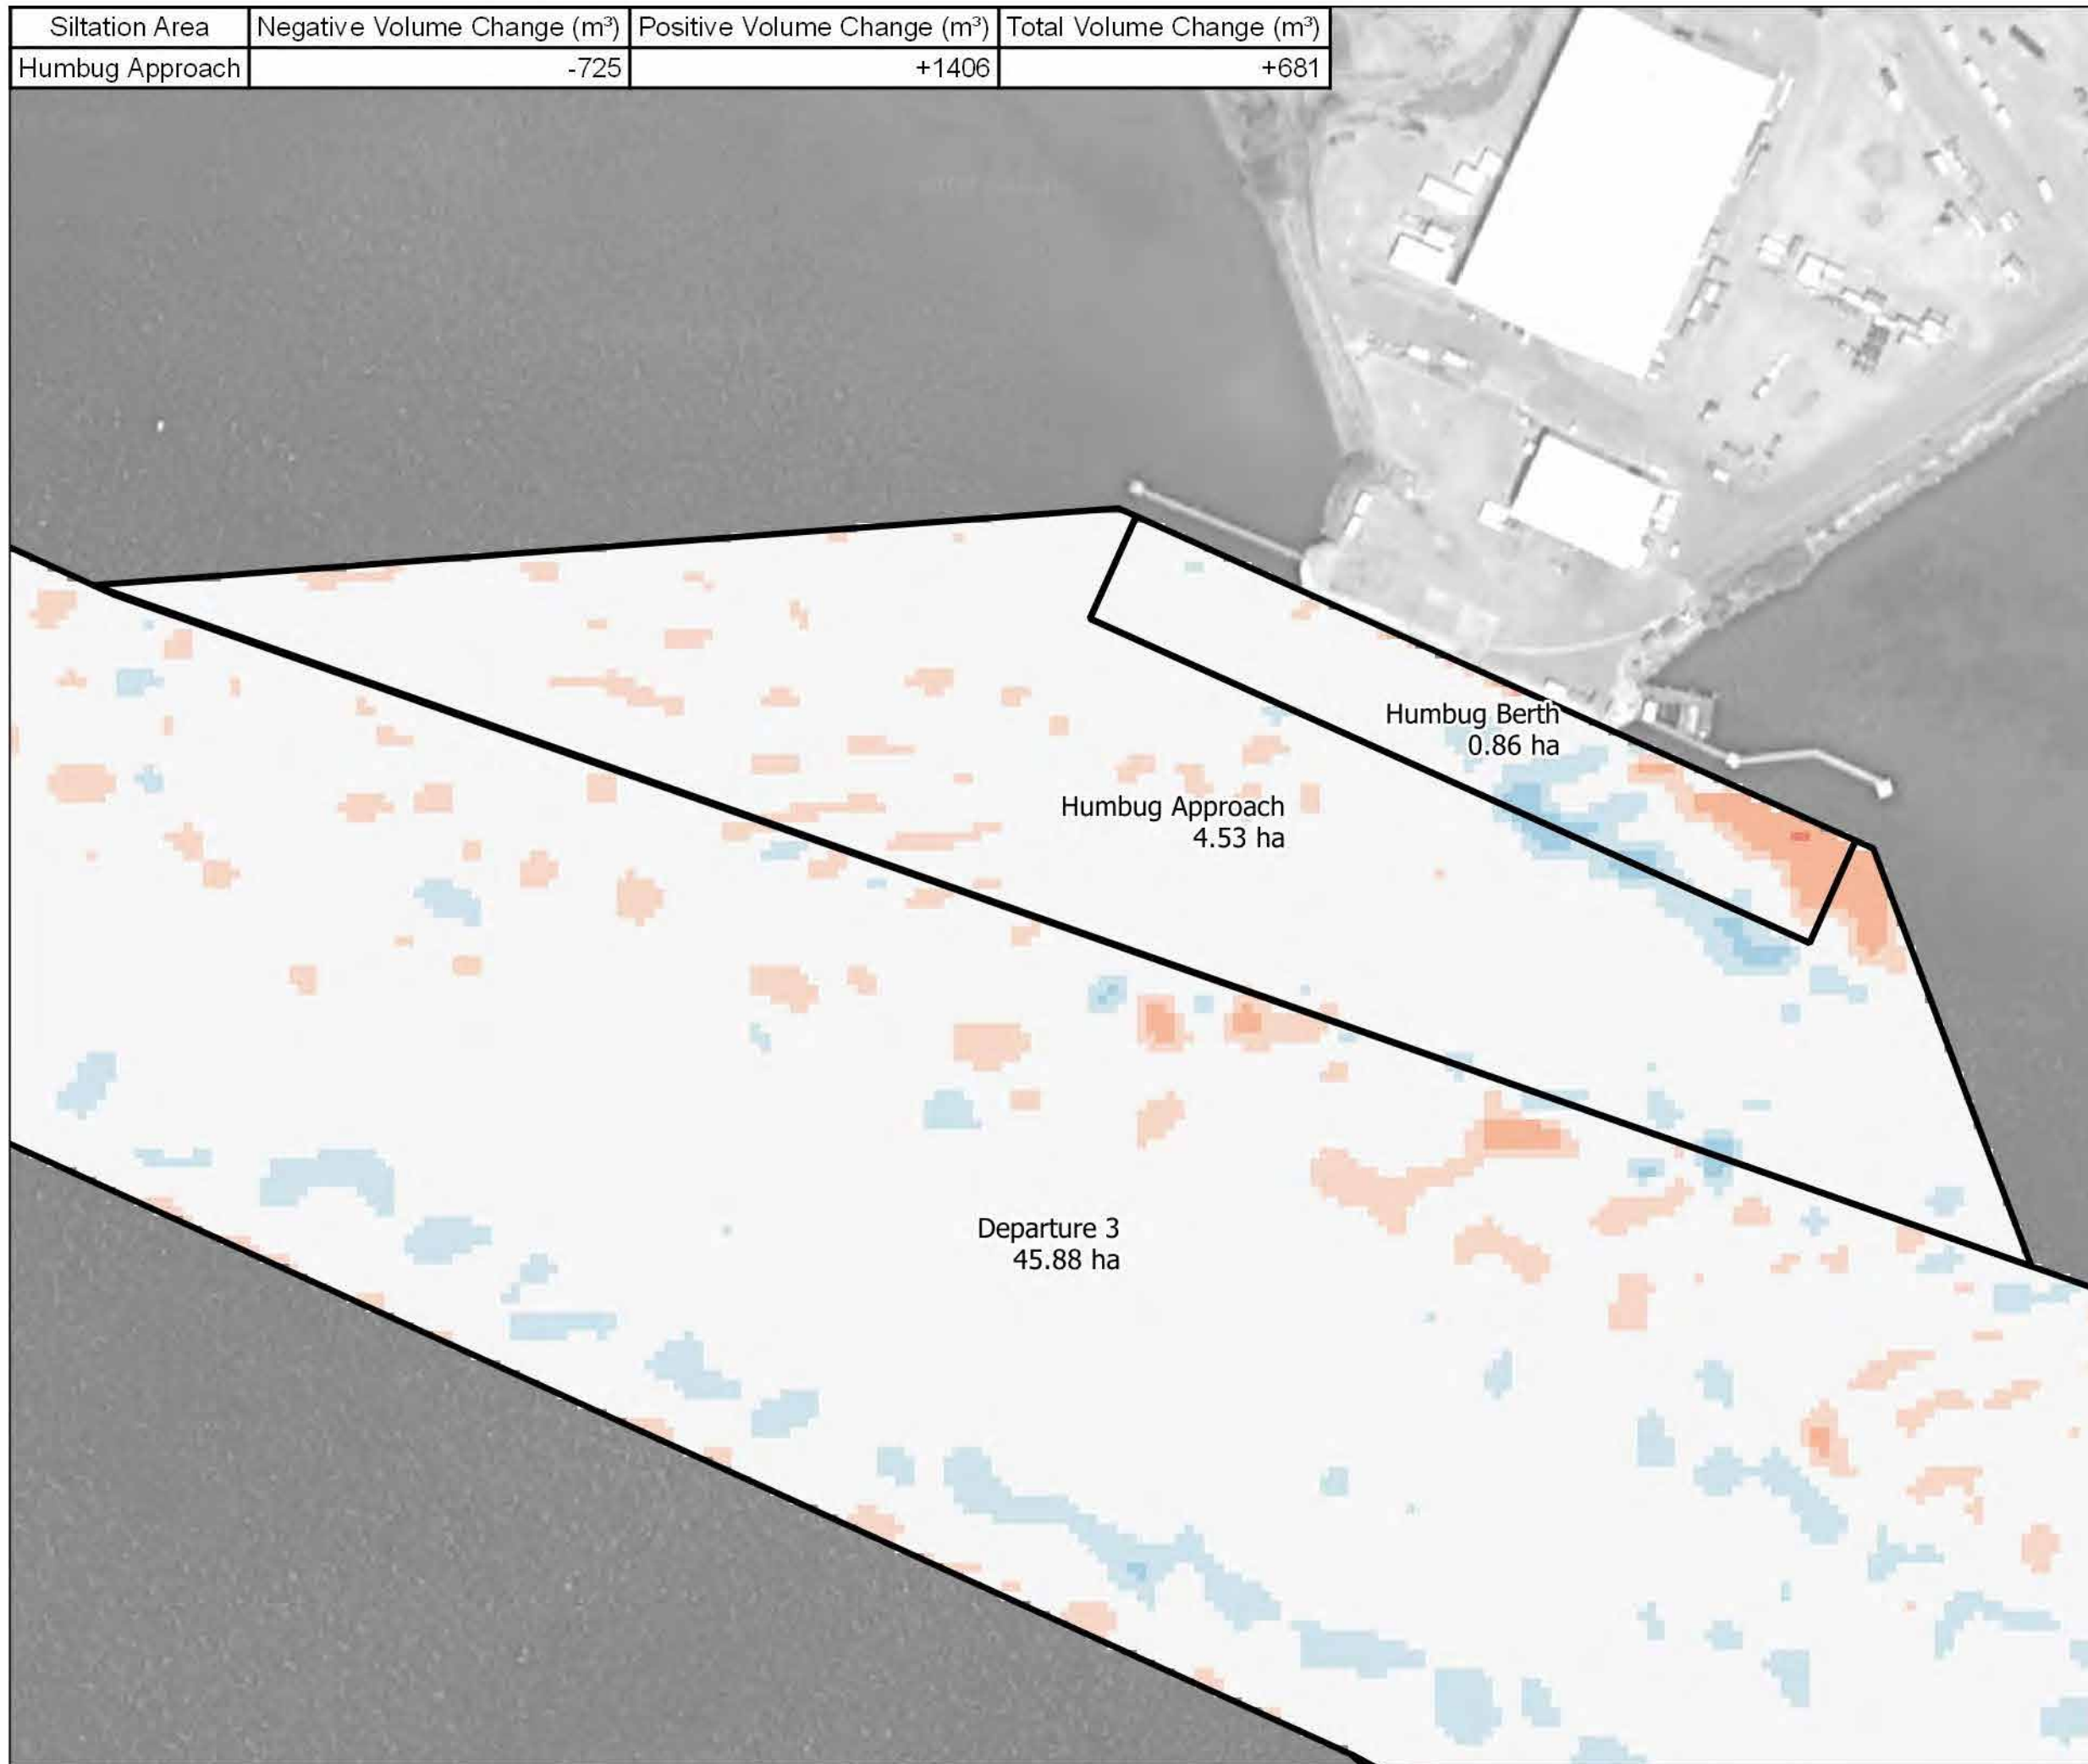 Siltation Area Negative Volume Change (m³) Positive Volume Change (m³) Total Volume Change (m³)
Humbug Approach -725 +1406 +681
Humbug Berth
0.86 ha
Humbug Approach
4.53 ha
Departure 3
45.88 ha